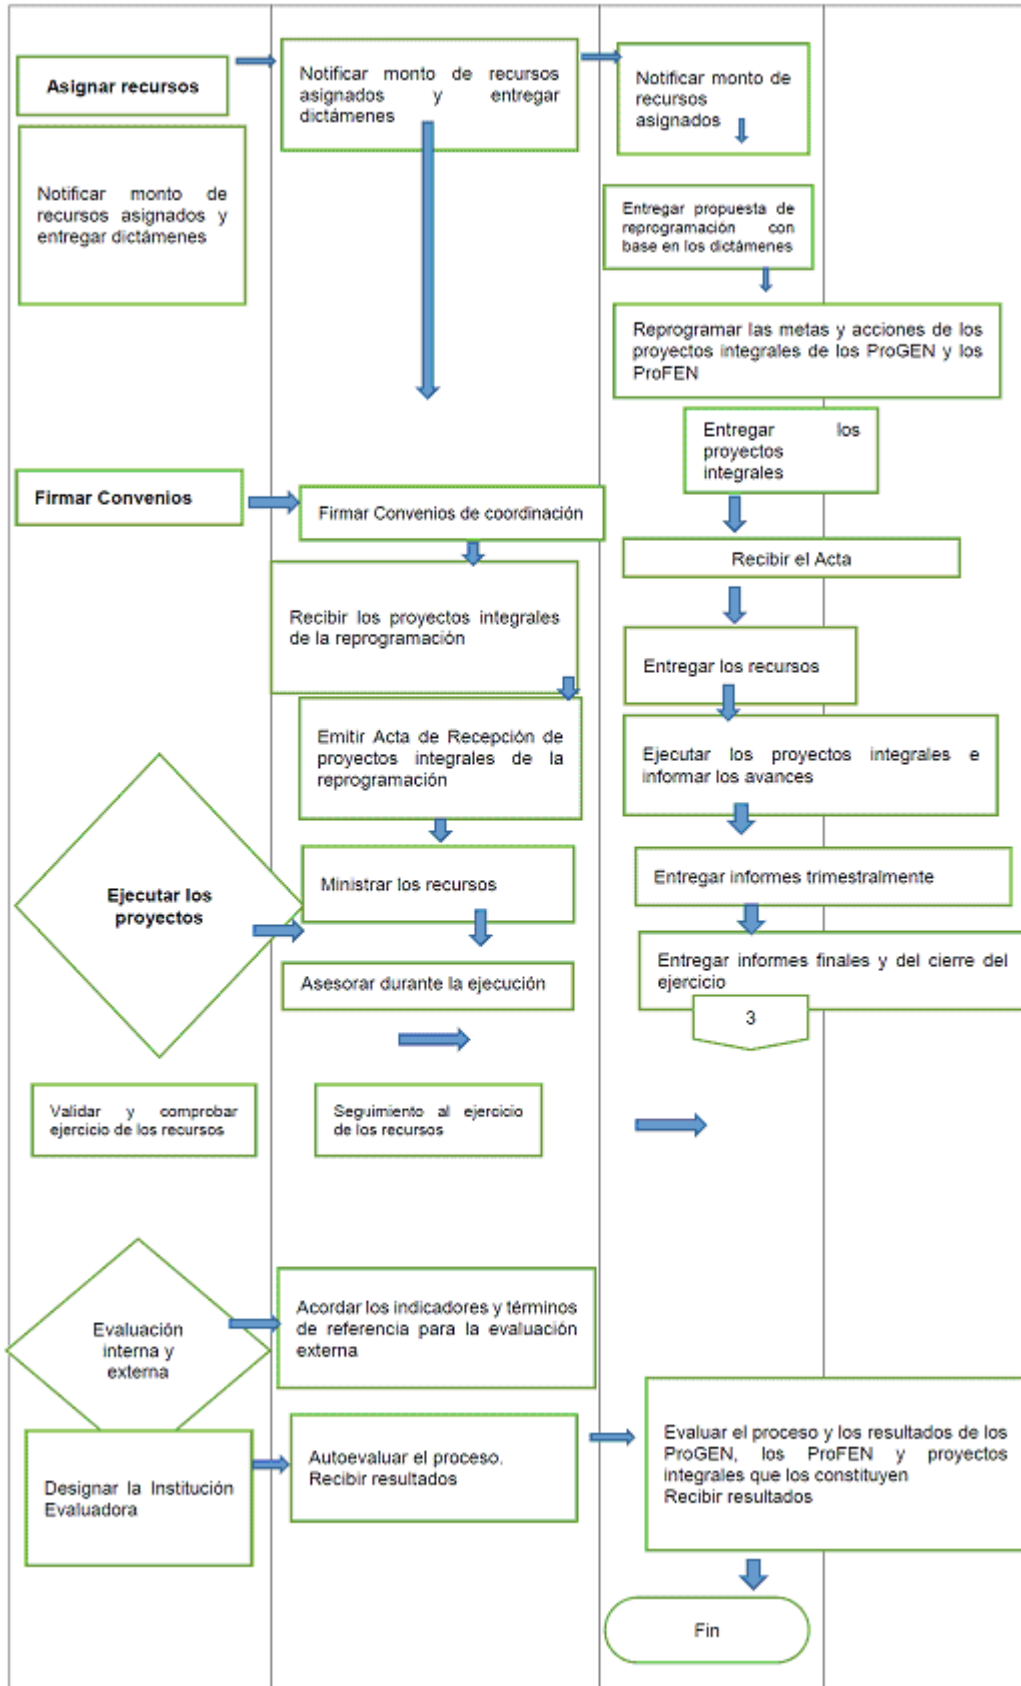 Asignar recursos
Notificar monto de
recursos asignados y
entregar dictámenes
Notificar monto de recursos
asignados y entregar
dictámenes
Notificar monto de
recursos
asignados
Entregar propuesta de
reprogramación con
base en los dictámenes
Reprogramar las metas y acciones de los
proyectos integrales de los ProGEN y los
ProFEN
Entregar los
proyectos
integrales
Firmar Convenios
Firmar Convenios de coordinación
Recibir el Acta
Recibir los proyectos integrales
de la reprogramación
Entregar los recursos
Emitir Acta de Recepción de
proyectos integrales de la
reprogramación
Ejecutar los proyectos integrales e
informar los avances
Ejecutar los
proyectos
Ministrar los recursos
Entregar informes trimestralmente
Asesorar durante la ejecución
Entregar informes finales y del cierre del
ejercicio
3
Validar y comprobar
ejercicio de los recursos
Seguimiento al ejercicio
de los recursos
Evaluación
interna y
externa
Acordar los indicadores y términos
de referencia para la evaluación
externa
Designar la Institución
Evaluadora
Autoevaluar el proceso.
Recibir resultados
Evaluar el proceso y los resultados de los
ProGEN, los ProFEN y proyectos
integrales que los constituyen
Recibir resultados
Fin